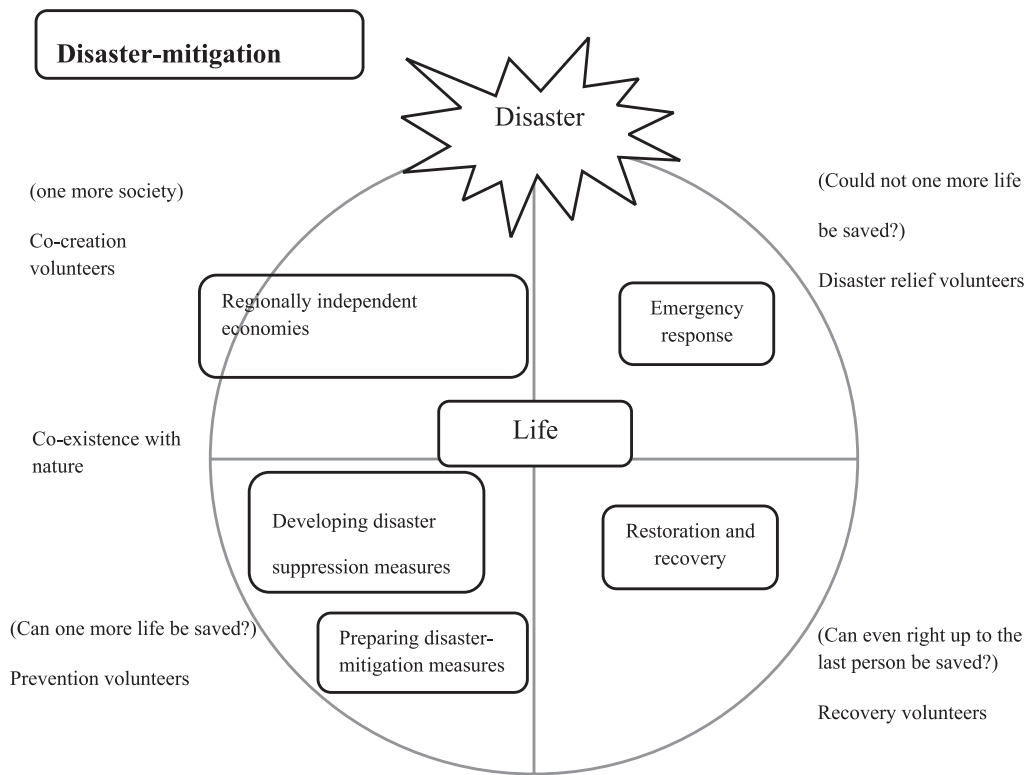 Disaster-mitigation
Disaster
(one more society)
Co-creation
volunteers
(Could not one more life
be saved?)
Disaster relief volunteers
Regionally independent
economies
Emergency
response
Life
Co-existence with
nature
Developing disaster
suppression measures
Restoration and
recovery
(Can one more life be saved?)
Prevention volunteers
Preparing disaster-
mitigation measures
(Can even right up to the
last person be saved?)
Recovery volunteers